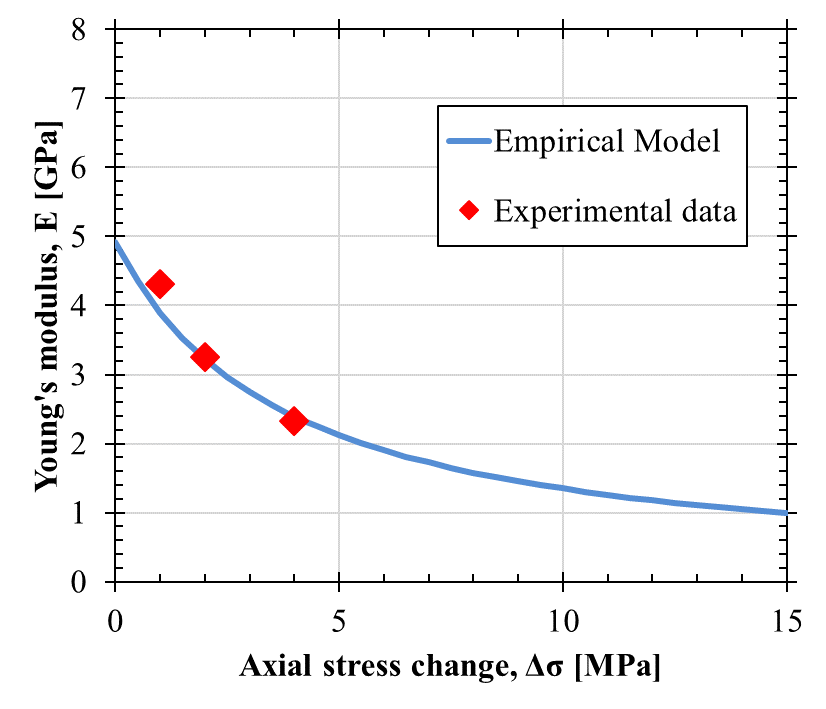 8
7
6
5
4
3
2
1
0
Young's modulus, E [GPa]
Empirical Model
Experimental data
0 5 10 15
Axial stress change, Δσ [MPa]